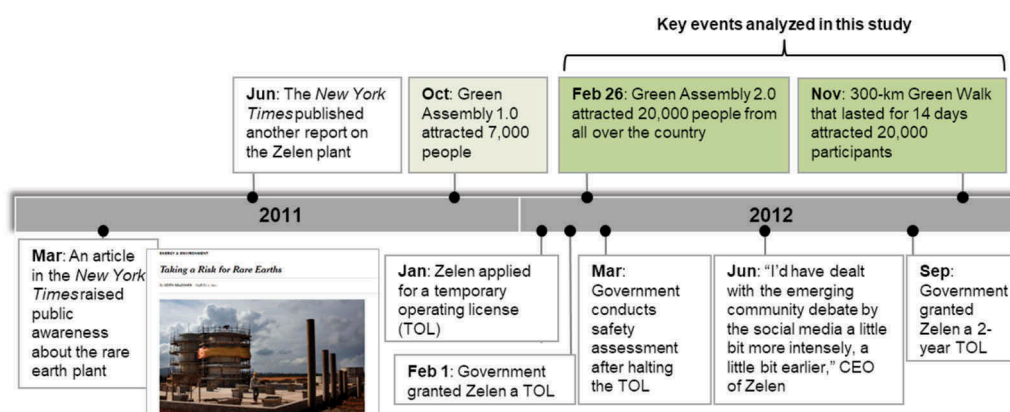 Key events analyzed in this study
Jun: The New York
Times published
another report on
the Zelen plant
Oct: Green
Assembly 1.0
attracted 7,000
people
Feb 26: Green Assembly 2.0
attracted 20,000 people from
all over the country
Nov: 300-km Green Walk
that lasted for 14 days
attracted 20,000
participants
2011
2012
Mar: An article
in the New York
Times raised
public
awareness
about the rare
earth plant
ENERGY & ENVIRONMENT
Taking a Risk for Rare Earths
Jan: Zelen applied
for a temporary
operating license
(TOL)
Feb 1: Government
granted Zelen a TOL
Mar:
Government
conducts
safety
assessment
after halting
the TOL
Jun: “I’d have dealt
with the emerging
community debate by
the social media a little
bit more intensely, a
little bit earlier,” CEO
of Zelen
Sep:
Government
granted
Zelen a 2-
year TOL